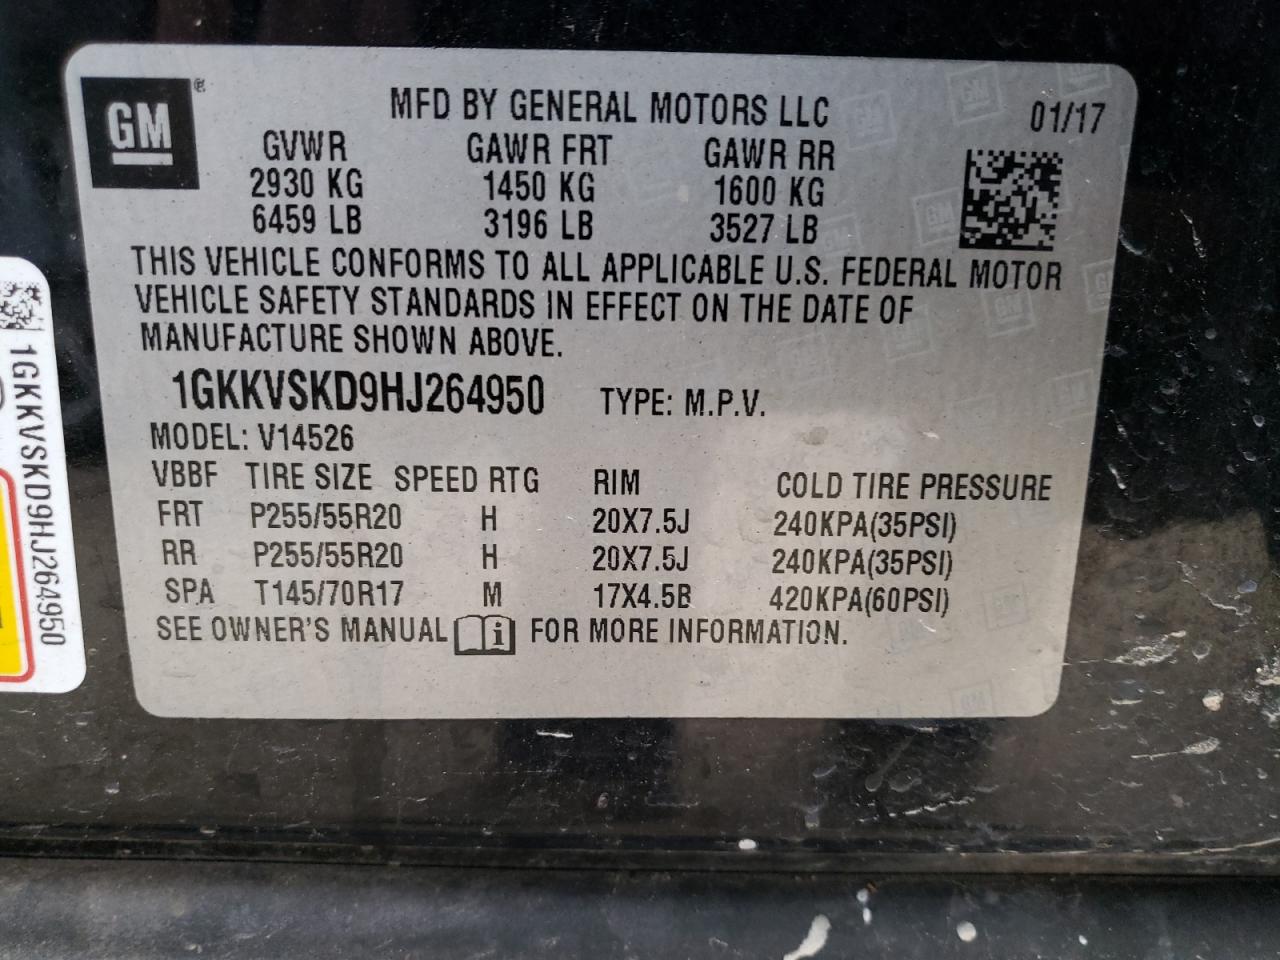 GM®
MFD BY GENERAL MOTORS LLC
01/17
GVWR GAWR FRT GAWR RR
2930 KG 1450 KG 1600 KG
6459 LB 3196 LB 3527 LB
THIS VEHICLE CONFORMS TO ALL APPLICABLE U.S. FEDERAL MOTOR
VEHICLE SAFETY STANDARDS IN EFFECT ON THE DATE OF
MANUFACTURE SHOWN ABOVE.
1GKKVSKD9HJ264950 TYPE: M.P.V.
MODEL: V14526
VBBF TIRE SIZE SPEED RTG RIM COLD TIRE PRESSURE
FRT P255/55R20 H 20X7.5J 240KPA(35PSI)
RR P255/55R20 H 20X7.5J 240KPA(35PSI)
SPA T145/70R17 M 17X4.5B 420KPA(60PSI)
SEE OWNER'S MANUAL i FOR MORE INFORMATION.
1GKKVSKD9HJ264950